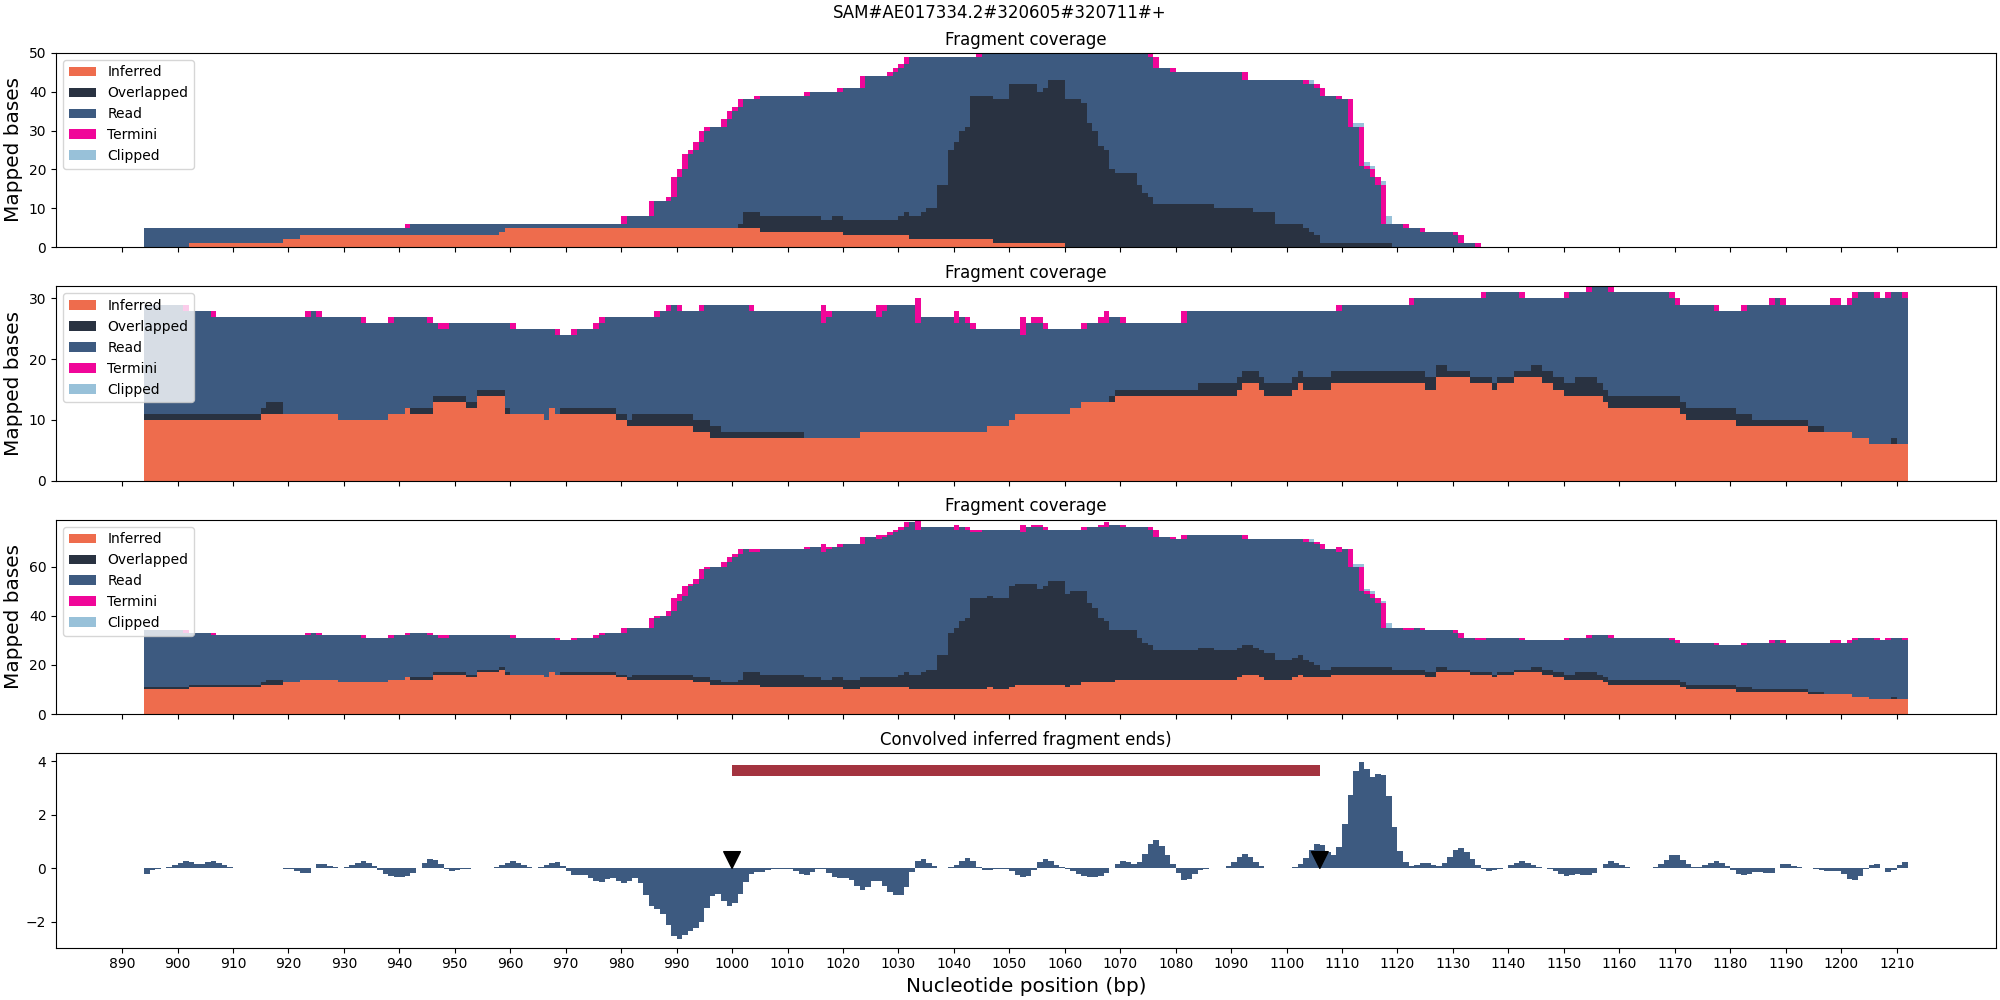 SAM#AE017334.2#320605#320711#+
Fragment coverage
Mapped bases
50
40
30
20
10
0
Inferred
Overlapped
Read
Termini
Clipped
Fragment coverage
Mapped bases
30
20
10
0
Inferred
Overlapped
Read
Termini
Clipped
Fragment coverage
Mapped bases
60
40
20
0
Inferred
Overlapped
Read
Termini
Clipped
Convolved inferred fragment ends)
4
2
0
−2
890 900 910 920 930 940 950 960 970 980 990 1000 1010 1020 1030 1040 1050 1060 1070 1080 1090 1100 1110 1120 1130 1140 1150 1160 1170 1180 1190 1200 1210
Nucleotide position (bp)